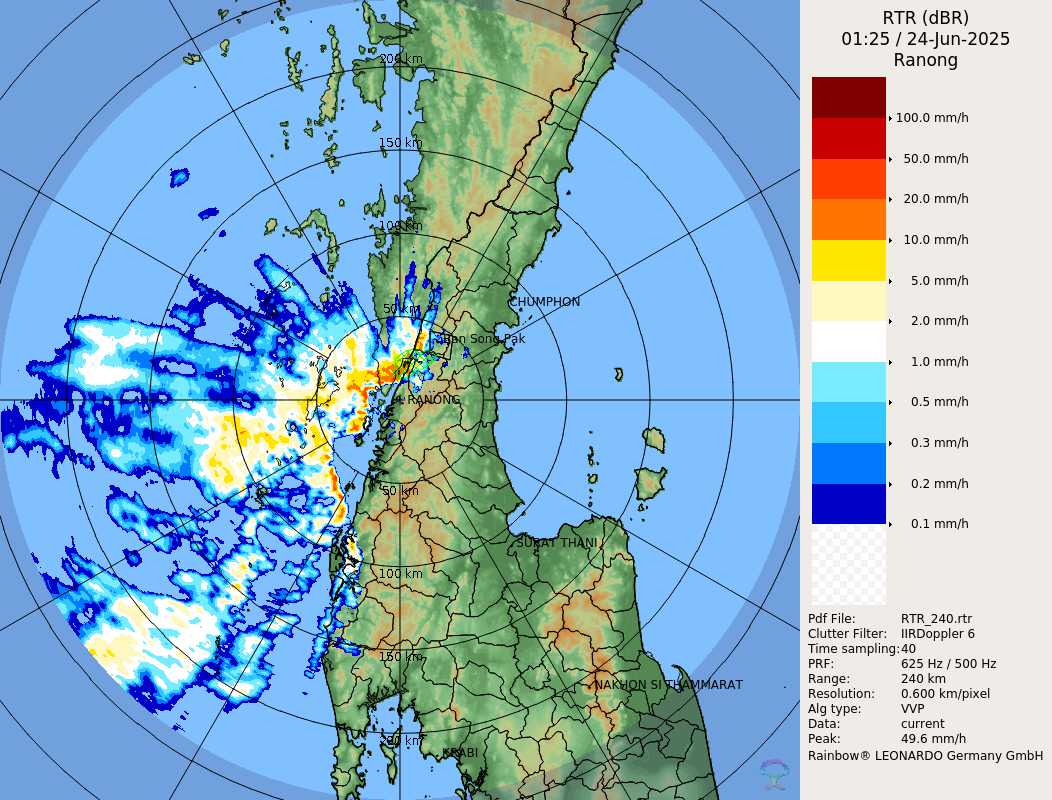 RTR (dBR)
01:25 / 24-Jun-2025
Ranong
100.0 mm/h
50.0 mm/h
20.0 mm/h
10.0 mm/h
5.0 mm/h
2.0 mm/h
1.0 mm/h
0.5 mm/h
0.3 mm/h
0.2 mm/h
0.1 mm/h
Pdf File: RTR_240.rtr
Clutter Filter: IIRDoppler 6
Time sampling: 40
PRF: 625 Hz / 500 Hz
Range: 240 km
Resolution: 0.600 km/pixel
Alg type: VVP
Data: current
Peak: 49.6 mm/h
Rainbow® LEONARDO Germany GmbH
200 km
150 km
100 km
CHUMPHON
50 km
Ban Song Pak
RANONG
50 km
SURAT THANI
100 km
150 km
NAKHON SI THAMMARAT
200 km
KRABI